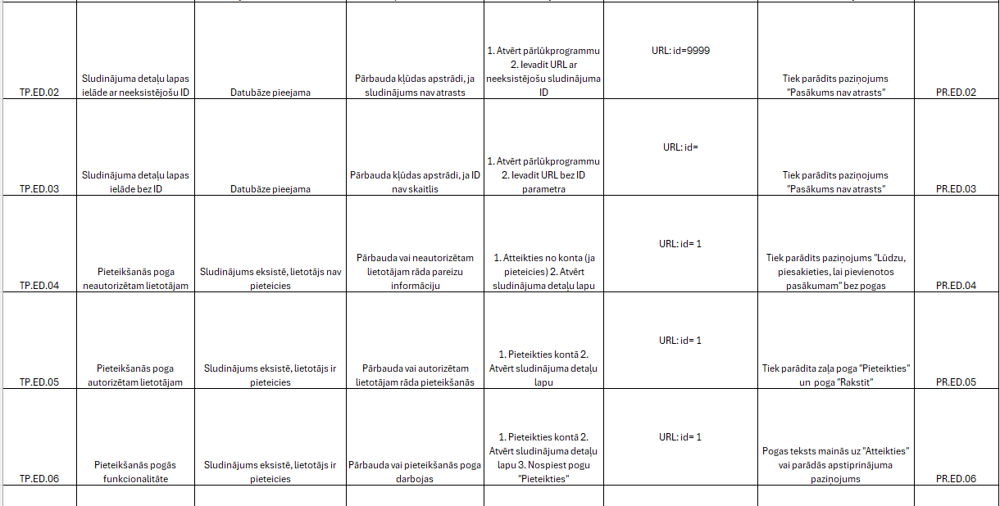 TP.ED.02
Sludinājuma detaļu lapas
ielāde ar neeksistējošu ID
Datubāze pieejama
Pārbauda kļūdas apstrādi, ja
sludinājums nav atrasts
1. Atvērt pārlūkprogrammu
2. Ievadīt URL ar
neeksistējošu sludinājuma
ID
URL: id=9999
Tiek parādīts paziņojums
"Pasākums nav atrasts"
PR.ED.02
TP.ED.03
Sludinājuma detaļu lapas
ielāde bez ID
Datubāze pieejama
Pārbauda kļūdas apstrādi, ja ID
nav skaitlis
1. Atvērt pārlūkprogrammu
2. Ievadīt URL bez ID
parametra
URL: id=
Tiek parādīts paziņojums
"Pasākums nav atrasts"
PR.ED.03
TP.ED.04
Pieteikšanās poga
neautorizētam lietotājam
Sludinājums eksistē, lietotājs nav
pieteicies
Pārbauda vai neautorizētam
lietotājam rāda pareizu
informāciju
1. Atteikties no konta (ja
pieteicies) 2. Atvērt
sludinājuma detaļu lapu
URL: id= 1
Tiek parādīts paziņojums "Lūdzu,
piesakieties, lai pievienotos
pasākumam" bez pogas
PR.ED.04
TP.ED.05
Pieteikšanās poga
autorizētam lietotājam
Sludinājums eksistē, lietotājs ir
pieteicies
Pārbauda vai autorizētam
lietotājam rāda pieteikšanās
1. Pieteikties kontā 2.
Atvērt sludinājuma detaļu
lapu
URL: id= 1
Tiek parādīta zaļa poga "Pieteikties"
un poga "Rakstīt"
PR.ED.05
TP.ED.06
Pieteikšanās pogās
funkcionalitāte
Sludinājums eksistē, lietotājs ir
pieteicies
Pārbauda vai pieteikšanās poga
darbojas
1. Pieteikties kontā 2.
Atvērt sludinājuma detaļu
lapu 3. Nospiest pogu
"Pieteikties"
URL: id= 1
Pogas teksts mainās uz "Atteikties"
vai parādās apstiprinājuma
paziņojums
PR.ED.06